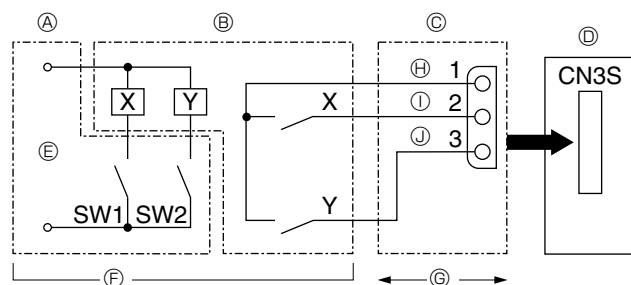 Ⓐ Ⓑ Ⓒ Ⓓ
CN3S
Ⓗ 1
X Y X Ⓘ 2
Ⓔ Ⓙ 3
SW1 SW2 Y
Ⓕ Ⓖ